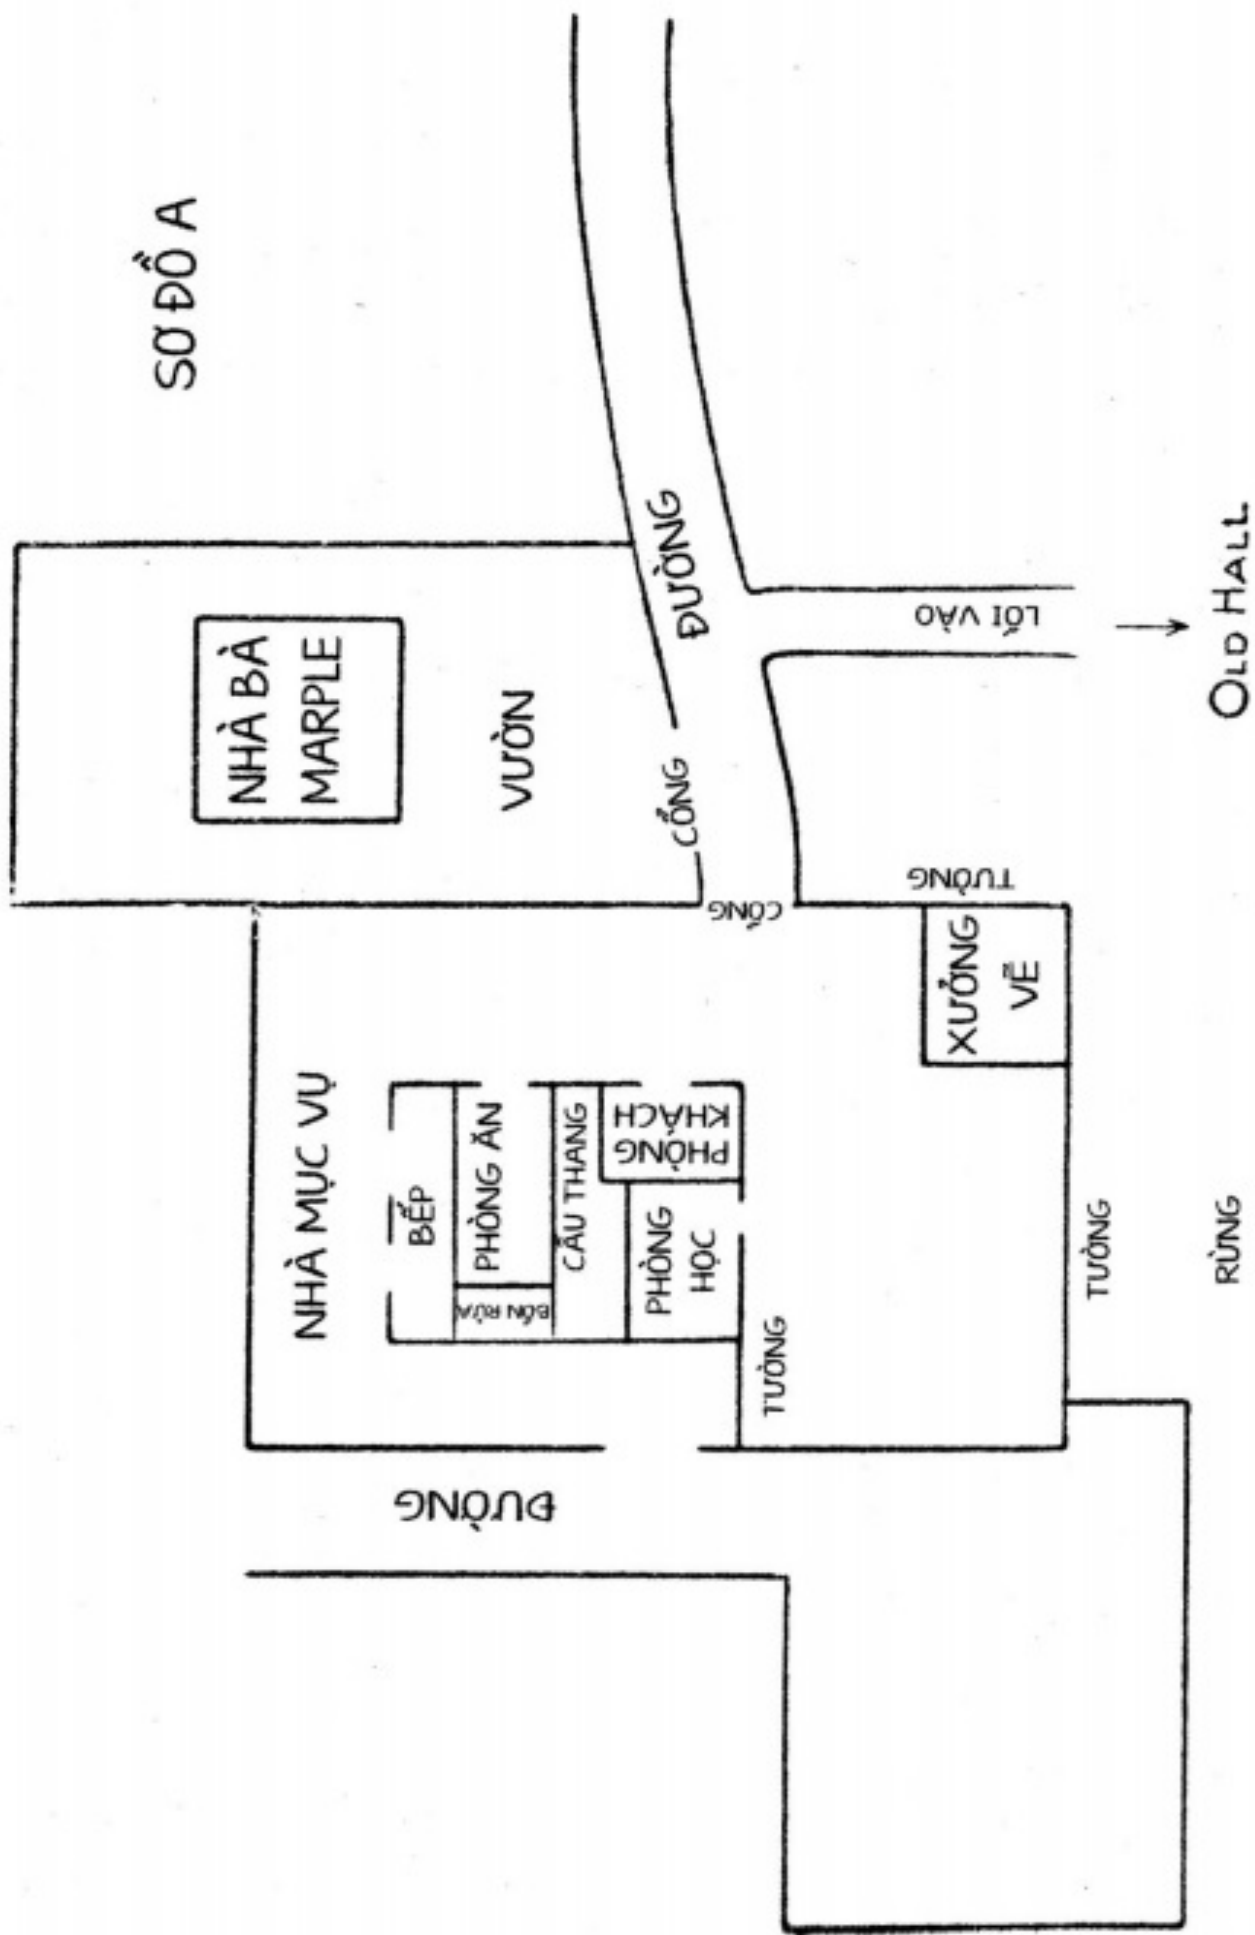 SƠ ĐỒ A
NHÀ BÀ
MARPLE
VƯỜN
CỔNG
ĐƯỜNG
CỔNG
LỐI VÀO
OLD HALL
TƯỜNG
XƯỞNG
VẼ
NHÀ MỤC VỤ
BẾP
PHÒNG ĂN
BỒN RỬA
CẦU THANG
PHÒNG
KHÁCH
PHÒNG
HỌC
TƯỜNG
TƯỜNG
RỪNG
ĐƯỜNG